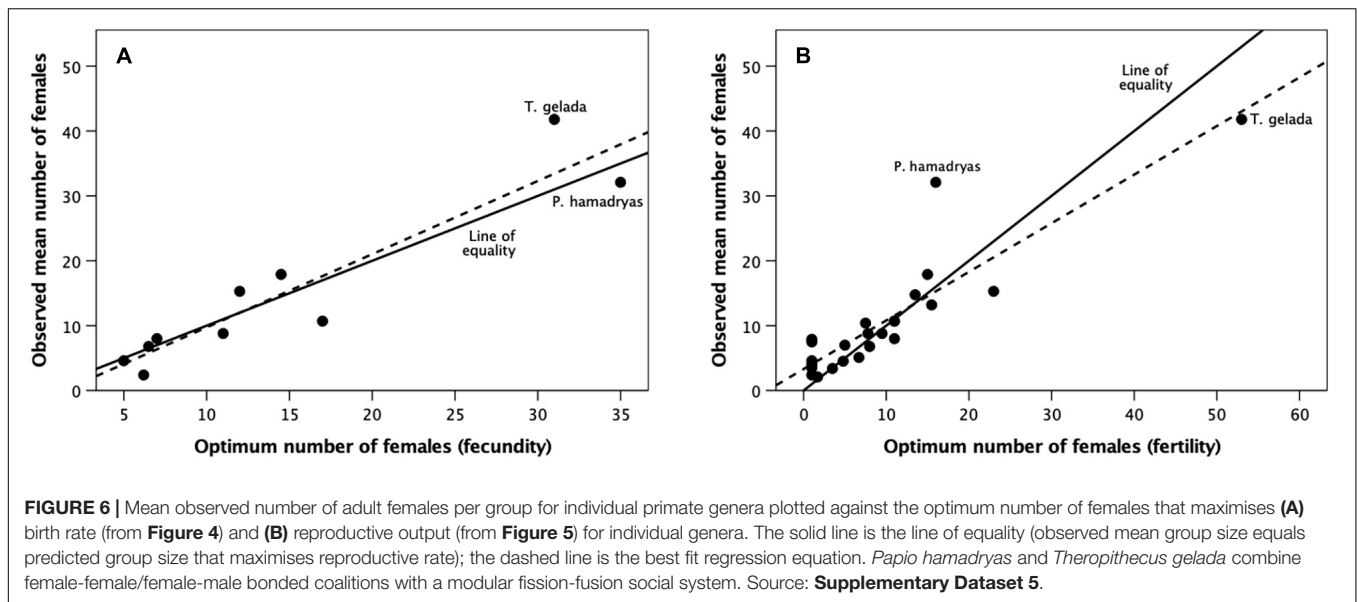 A
50
40
30
20
10
0
Observed mean number of females
T. gelada
P. hamadryas
Line of
equality
5 10 15 20 25 30 35
Optimum number of females (fecundity)
B
50
40
30
20
10
0
Observed mean number of females
Line of
equality
T. gelada
P. hamadryas
0 10 20 30 40 50 60
Optimum number of females (fertility)
FIGURE 6 | Mean observed number of adult females per group for individual primate genera plotted against the optimum number of females that maximises (A)
birth rate (from Figure 4) and (B) reproductive output (from Figure 5) for individual genera. The solid line is the line of equality (observed mean group size equals
predicted group size that maximises reproductive rate); the dashed line is the best fit regression equation. Papio hamadryas and Theropithecus gelada combine
female-female/female-male bonded coalitions with a modular fission-fusion social system. Source: Supplementary Dataset 5.